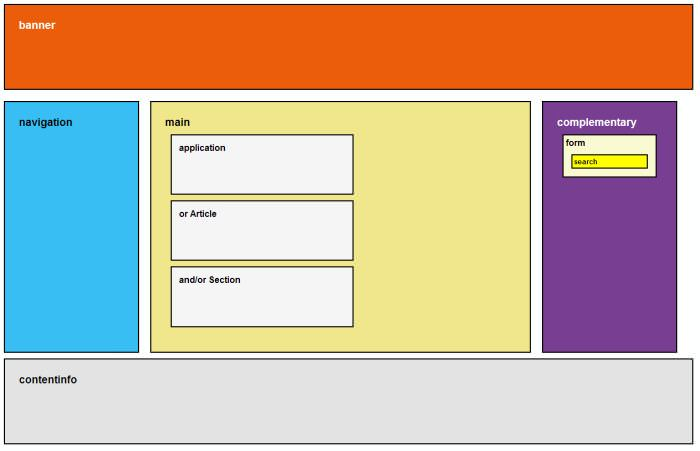 banner
navigation
main
application
or Article
and/or Section
complementary
form
search
contentinfo